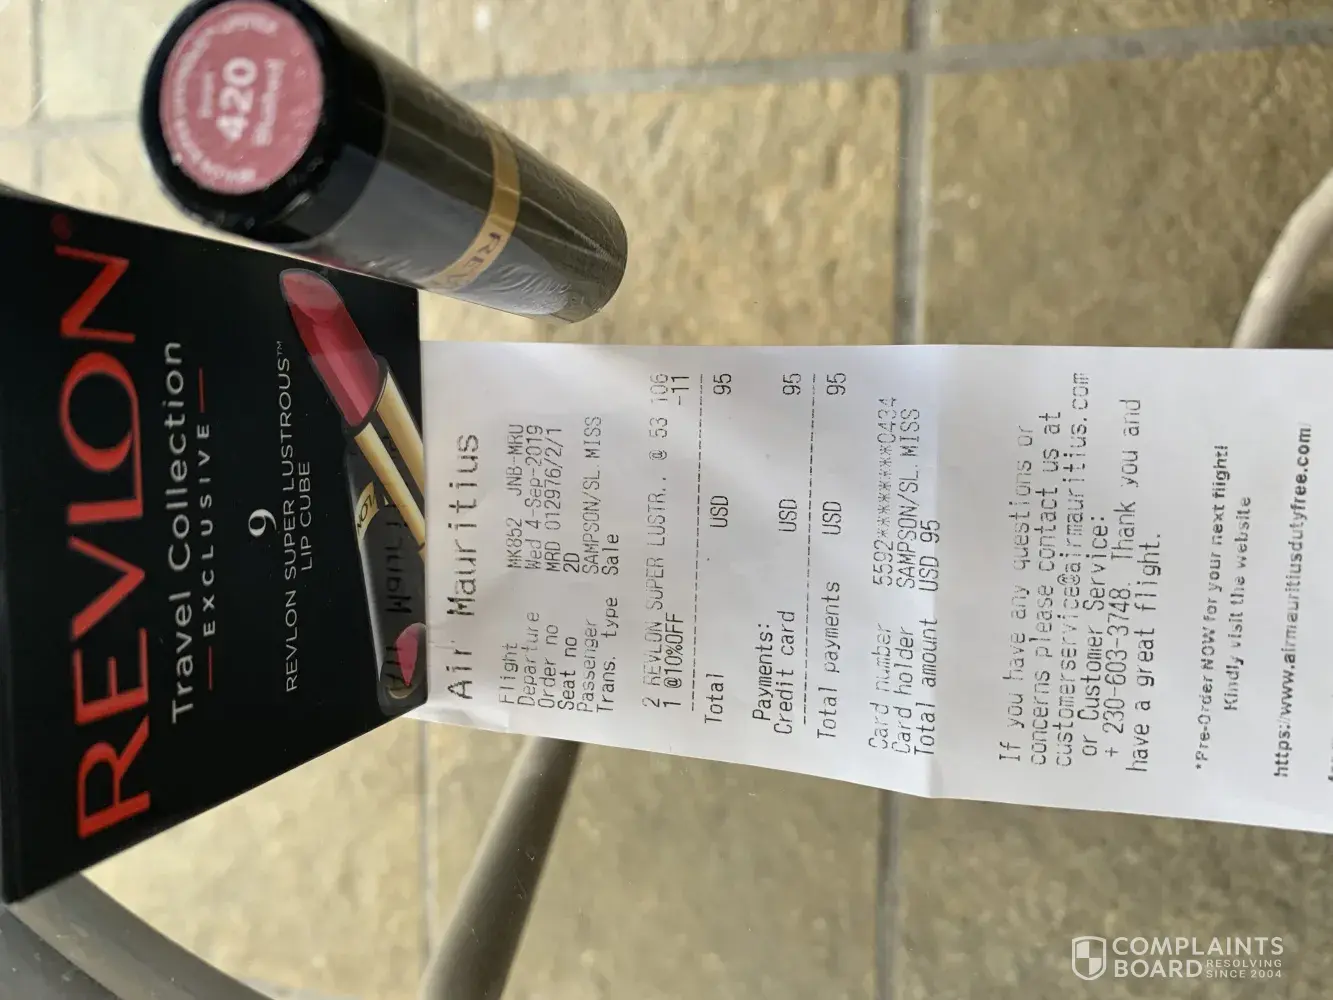 420
Blushed
REVLON
REVLON®
Travel Collection
EXCLUSIVE
9
REVLON SUPER LUSTROUS™
LIP CUBE
Air Mauritius
Flight MK852 JNB-MRU
Departure Wed 4-Sep-2019
Order no MRD 012976/2/1
Seat no 2D
Passenger SAMPSON/SL.MISS
Trans. type Sale
2 REVLON SUPER LUSTR.. @ 53 106
1 @10%OFF -11
Total USD 95
Payments:
Credit card USD 95
Total payments USD 95
Card number 5592********0434
Card holder SAMPSON/SL.MISS
Total amount USD 95
If you have any questions or
concerns please contact us at
customerservice@airmauritius.com
or Customer Service:
+ 230-603-3748. Thank you and
have a great flight.
*Pre-Order NOW for your next flight!
Kindly visit the website
https://www.airmauritiusdutyfree.com/
COMPLAINTS
BOARD RESOLVING
SINCE 2004